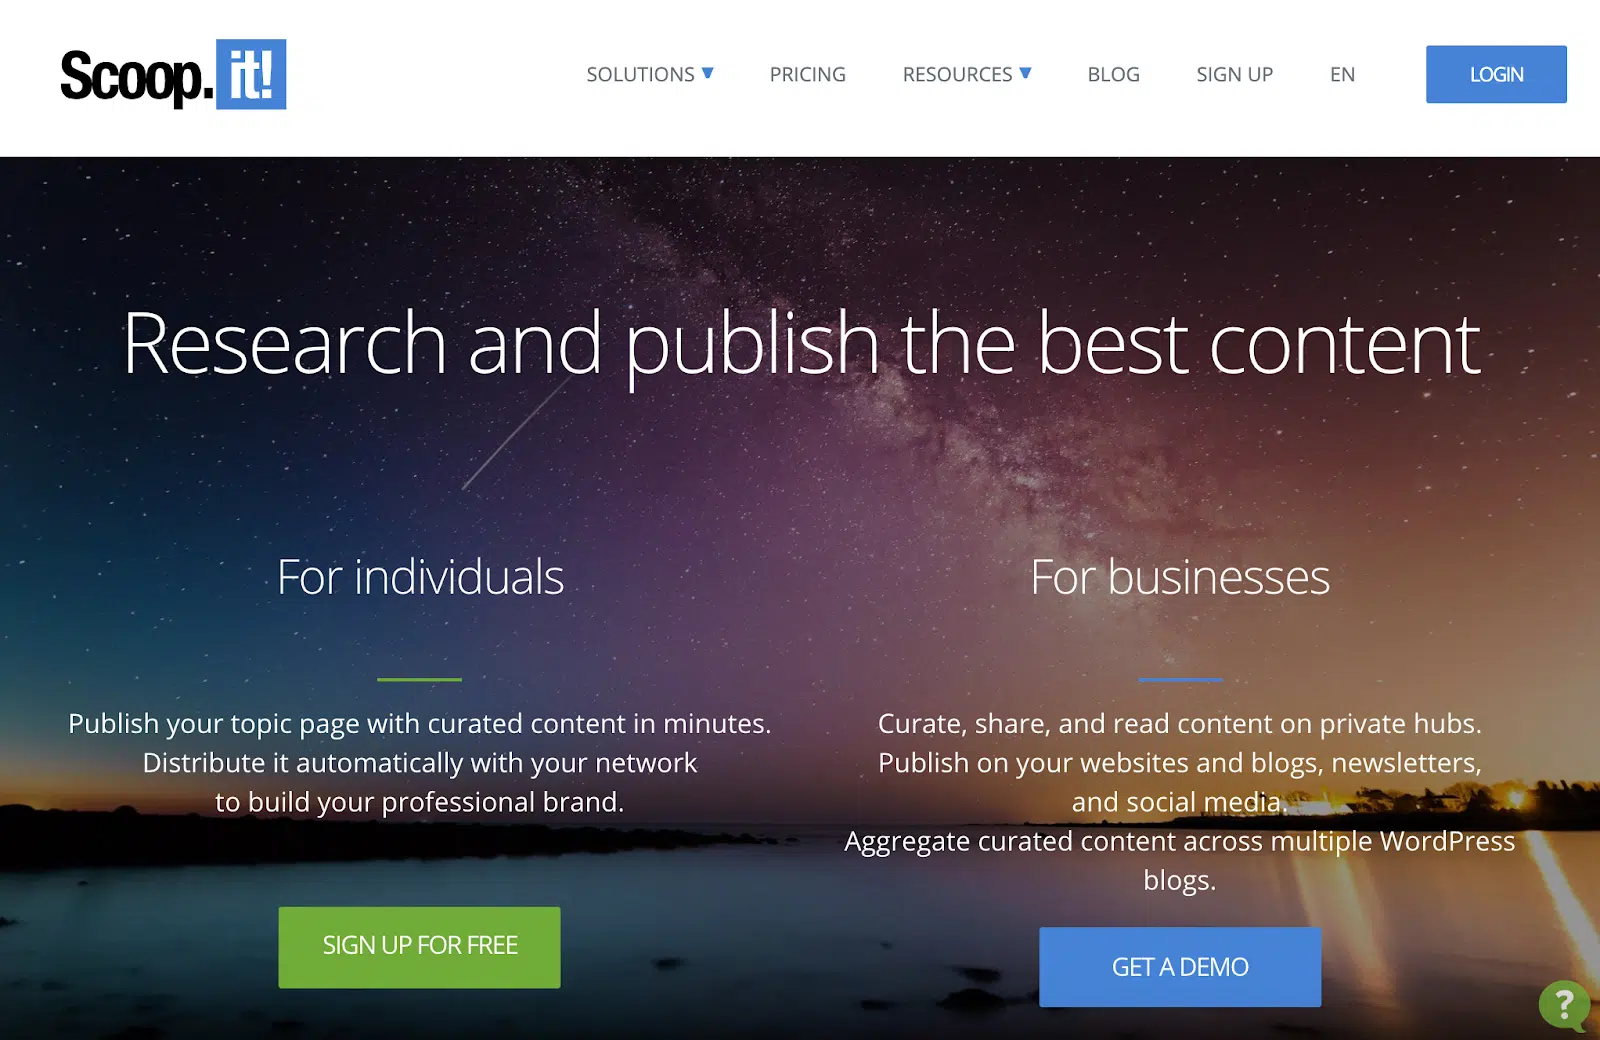 Scoop.it!
SOLUTIONS
PRICING
RESOURCES
BLOG
SIGN UP
EN
LOGIN
Research and publish the best content
For individuals
Publish your topic page with curated content in minutes.
Distribute it automatically with your network
to build your professional brand.
SIGN UP FOR FREE
For businesses
Curate, share, and read content on private hubs.
Publish on your websites and blogs, newsletters,
and social media.
Aggregate curated content across multiple WordPress
blogs.
GET A DEMO
?